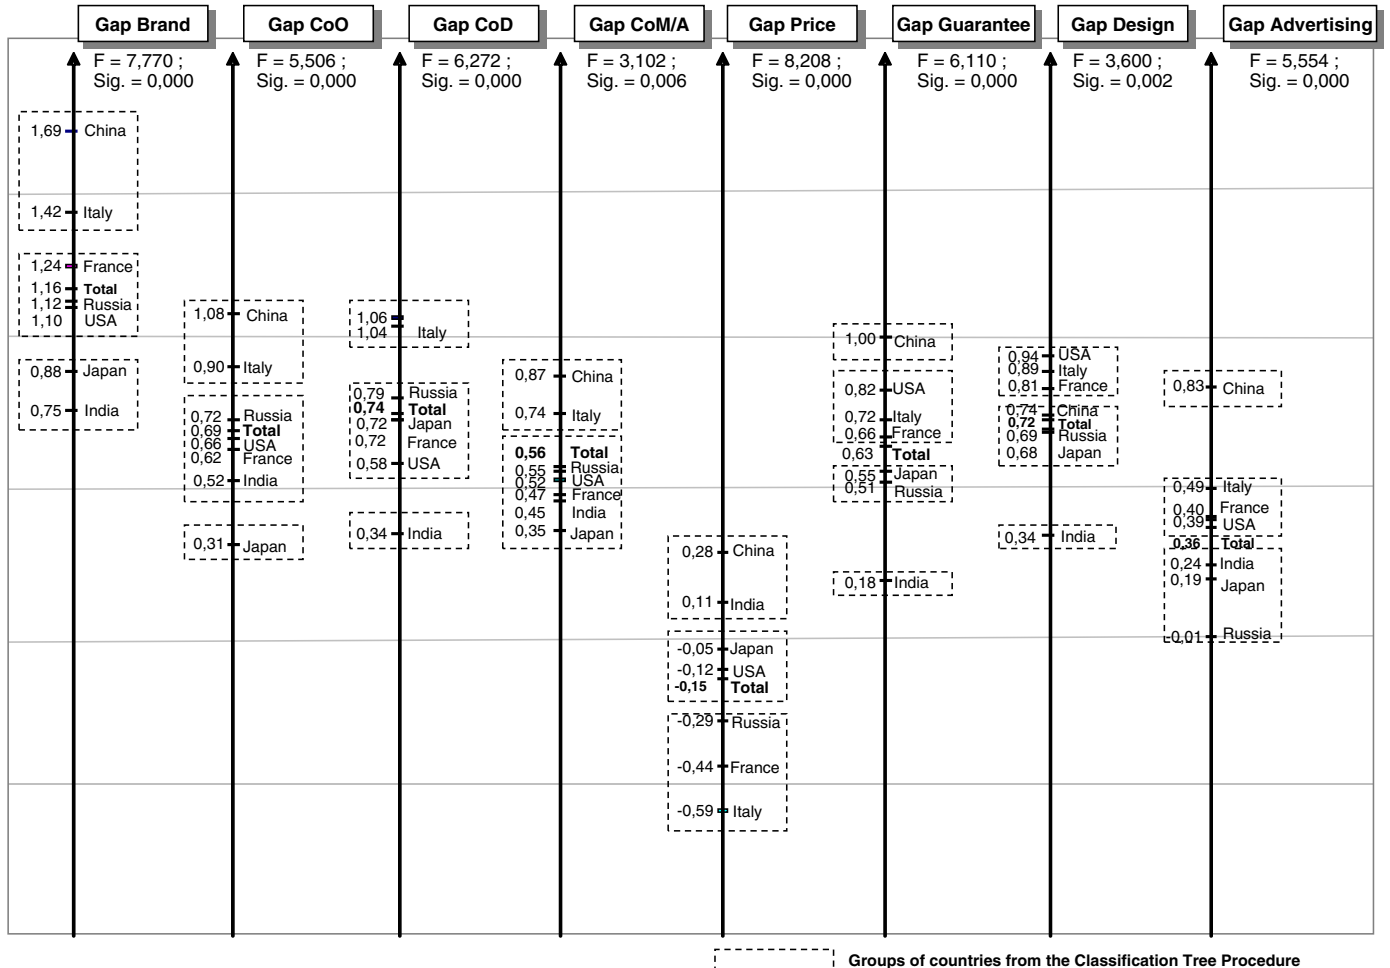 Gap Brand
Gap CoO
Gap CoD
Gap CoM/A
Gap Price
Gap Guarantee
Gap Design
Gap Advertising
F = 7,770 ;
Sig. = 0,000
F = 5,506 ;
Sig. = 0,000
F = 6,272 ;
Sig. = 0,000
F = 3,102 ;
Sig. = 0,006
F = 8,208 ;
Sig. = 0,000
F = 6,110 ;
Sig. = 0,000
F = 3,600 ;
Sig. = 0,002
F = 5,554 ;
Sig. = 0,000
1,69 China
1,42 Italy
1,24 France
1,16 Total
1,12 Russia
1,10 USA
0,88 Japan
0,75 India
1,08 China
0,90 Italy
0,72 Russia
0,69 Total
0,66 USA
0,62 France
0,52 India
0,31 Japan
1,06
1,04 Italy
0,79 Russia
0,74 Total
0,72 Japan
0,72 France
0,58 USA
0,34 India
0,87 China
0,74 Italy
0,56 Total
0,55 Russia
0,52 USA
0,47 France
0,45 India
0,35 Japan
0,28 China
0,11 India
-0,05 Japan
-0,12 USA
-0,15 Total
-0,29 Russia
-0,44 France
-0,59 Italy
1,00 China
0,82 USA
0,72 Italy
0,66 France
0,63 Total
0,55 Japan
0,51 Russia
0,18 India
0,94 USA
0,89 Italy
0,81 France
0,74 China
0,72 Total
0,69 Russia
0,68 Japan
0,34 India
0,83 China
0,49 Italy
0,40 France
0,39 USA
0,36 Total
0,24 India
0,19 Japan
-0,01 Russia
Groups of countries from the Classification Tree Procedure